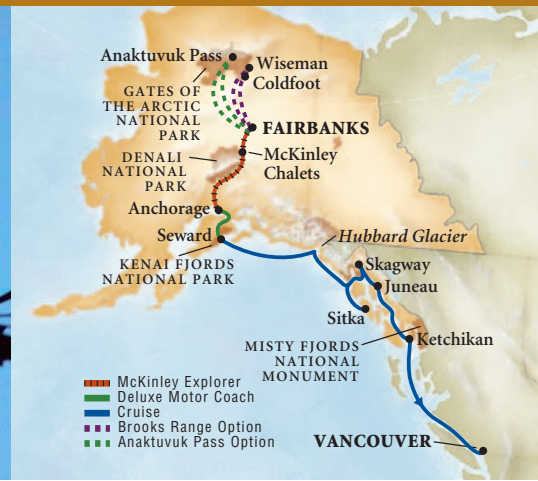 Anaktuvuk Pass
Wiseman
Coldfoot
GATES OF
THE ARCTIC
NATIONAL
PARK
FAIRBANKS
DENALI
NATIONAL
PARK
McKinley
Chalets
Anchorage
Seward
KENAI FJORDS
NATIONAL PARK
Hubbard Glacier
Skagway
Juneau
Sitka
MISTY FJORDS
NATIONAL
MONUMENT
Ketchikan
McKinley Explorer
Deluxe Motor Coach
Cruise
Brooks Range Option
Anaktuvuk Pass Option
VANCOUVER